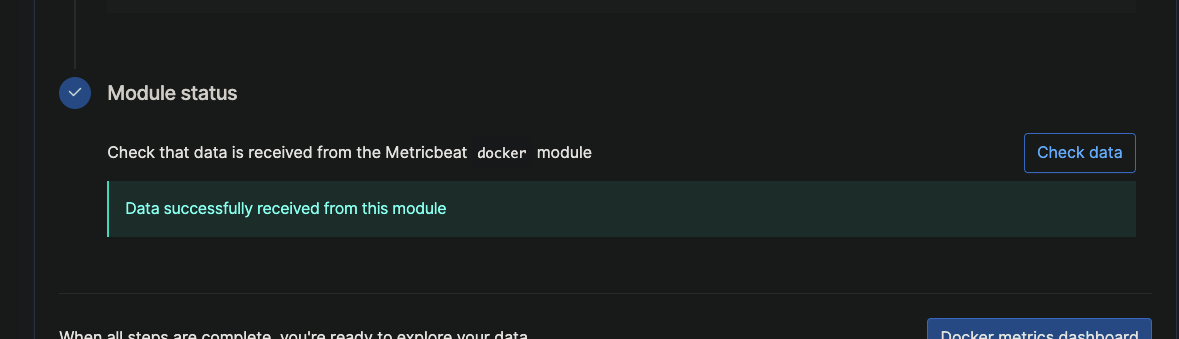 Module status
Check that data is received from the Metricbeat docker module
Check data
Data successfully received from this module
When all steps are complete, you're ready to explore your data.
Docker metrics dashboard